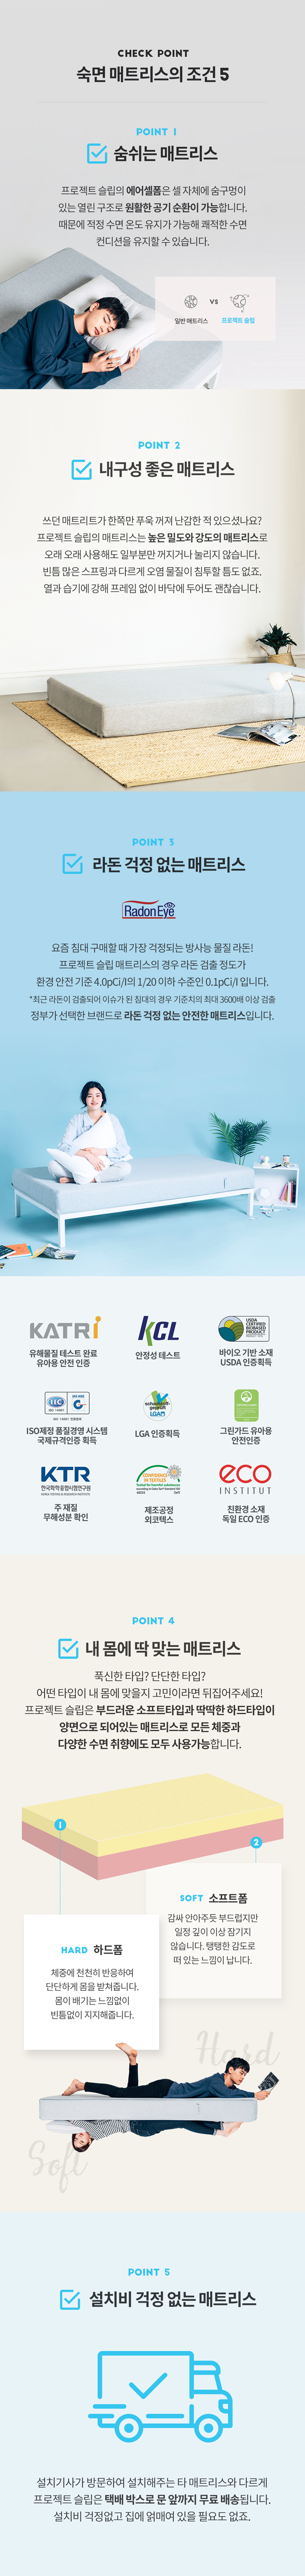 CHECK POINT
숙면 매트리스의 조건 5
POINT 1
숨쉬는 매트리스
프로젝트 슬립의 에어셀폼은 셀 자체에 숨구멍이
있는 열린 구조로 원활한 공기 순환이 가능합니다.
때문에 적정 수면 온도 유지가 가능해 쾌적한 수면
컨디션을 유지할 수 있습니다.
VS
일반 매트리스
프로젝트 슬립
POINT 2
내구성 좋은 매트리스
쓰던 매트리트가 한쪽만 푸욱 꺼져 난감한 적 있으셨나요?
프로젝트 슬립의 매트리스는 높은 밀도와 강도의 매트리스로
오래 오래 사용해도 일부분만 꺼지거나 눌리지 않습니다.
빈틈 많은 스프링과 다르게 오염 물질이 침투할 틈도 없죠.
열과 습기에 강해 프레임 없이 바닥에 두어도 괜찮습니다.
POINT 3
라돈 걱정 없는 매트리스
RadonEye
요즘 침대 구매할 때 가장 걱정되는 방사능 물질 라돈!
프로젝트 슬립 매트리스의 경우 라돈 검출 정도가
환경 안전 기준 4.0pCi/l의 1/20 이하 수준인 0.1pCi/l 입니다.
*최근 라돈이 검출되어 이슈가 된 침대의 경우 기준치의 최대 3600배 이상 검출
정부가 선택한 브랜드로 라돈 걱정 없는 안전한 매트리스입니다.
KATRi
유해물질 테스트 완료
유아용 안전 인증
KCL
안정성 테스트
USDA
CERTIFIED
BIOBASED
PRODUCT
바이오 기반 소재
USDA 인증획득
ISO제정 품질경영 시스템
국제규격인증 획득
schadstoff-
geprüft
LGA
LGA 인증획득
그린가드 유아용
안전인증
KTR
한국화학융합시험연구원
주 재질
무해성분 확인
CONFIDENCE
IN TEXTILES
제조공정
외코텍스
eco
INSTITUT
친환경 소재
독일 ECO 인증
POINT 4
내 몸에 딱 맞는 매트리스
푹신한 타입? 단단한 타입?
어떤 타입이 내 몸에 맞을지 고민이라면 뒤집어주세요!
프로젝트 슬립은 부드러운 소프트타입과 딱딱한 하드타입이
양면으로 되어있는 매트리스로 모든 체중과
다양한 수면 취향에도 모두 사용가능합니다.
1
2
SOFT 소프트폼
감싸 안아주듯 부드럽지만
일정 깊이 이상 잠기지
않습니다. 탱탱한 감도로
떠 있는 느낌이 납니다.
HARD 하드폼
체중에 천천히 반응하여
단단하게 몸을 받쳐줍니다.
몸이 배기는 느낌없이
빈틈없이 지지해줍니다.
Hard
Soft
POINT 5
설치비 걱정 없는 매트리스
설치기사가 방문하여 설치해주는 타 매트리스와 다르게
프로젝트 슬립은 택배 박스로 문 앞까지 무료 배송됩니다.
설치비 걱정없고 집에 얽매여 있을 필요도 없죠.